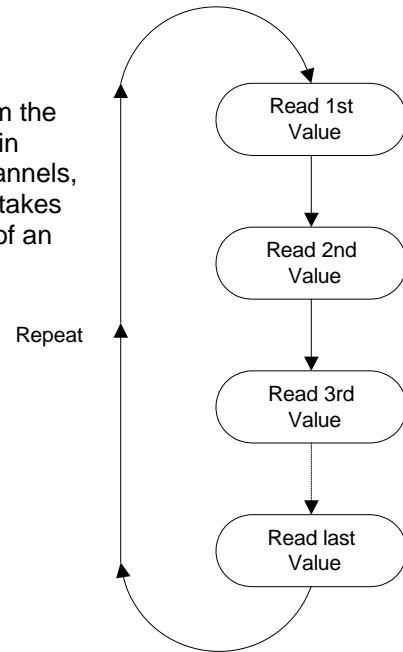 m the
in
annels,
takes
of an
Repeat
Read 1st
Value
Read 2nd
Value
Read 3rd
Value
Read last
Value